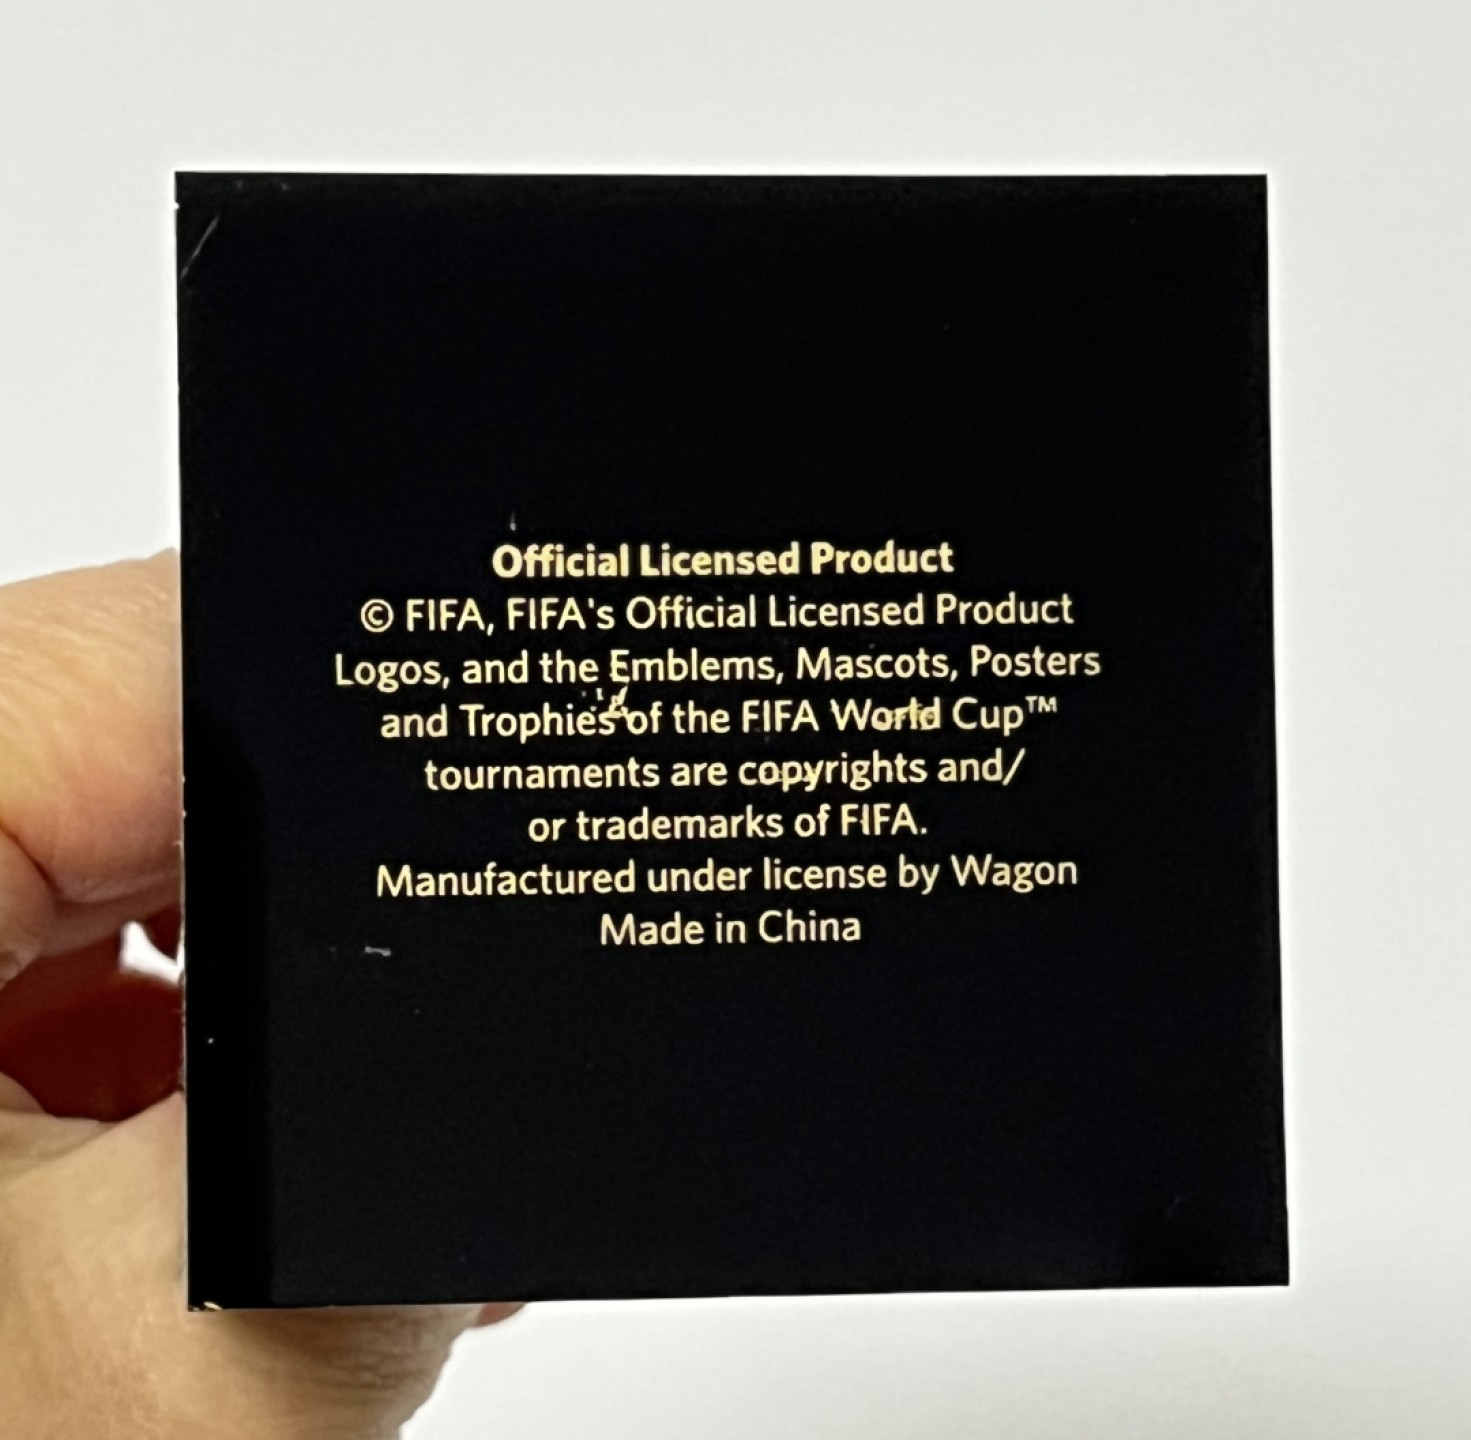 Official Licensed Product
© FIFA, FIFA's Official Licensed Product
Logos, and the Emblems, Mascots, Posters
and Trophies of the FIFA World Cup™
tournaments are copyrights and/
or trademarks of FIFA.
Manufactured under license by Wagon
Made in China